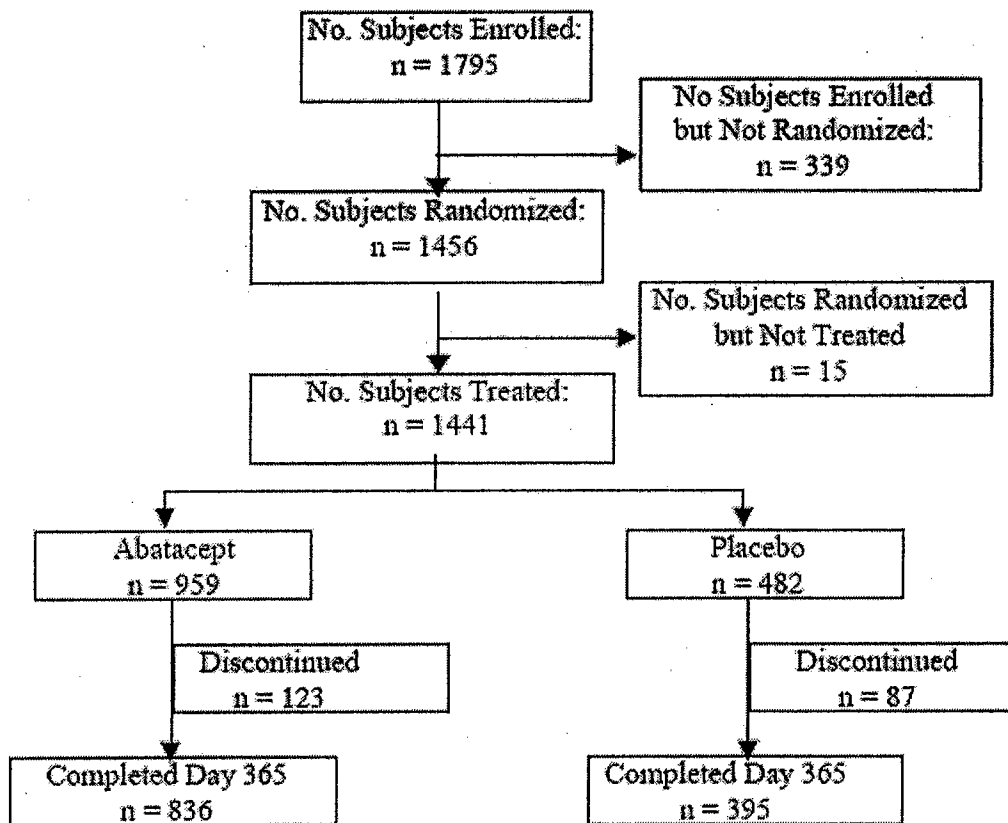 No. Subjects Enrolled:
n = 1795
No Subjects Enrolled
but Not Randomized:
n = 339
No. Subjects Randomized:
n = 1456
No. Subjects Randomized
but Not Treated
n = 15
No. Subjects Treated:
n = 1441
Abatacept
n = 959
Placebo
n = 482
Discontinued
n = 123
Discontinued
n = 87
Completed Day 365
n = 836
Completed Day 365
n = 395